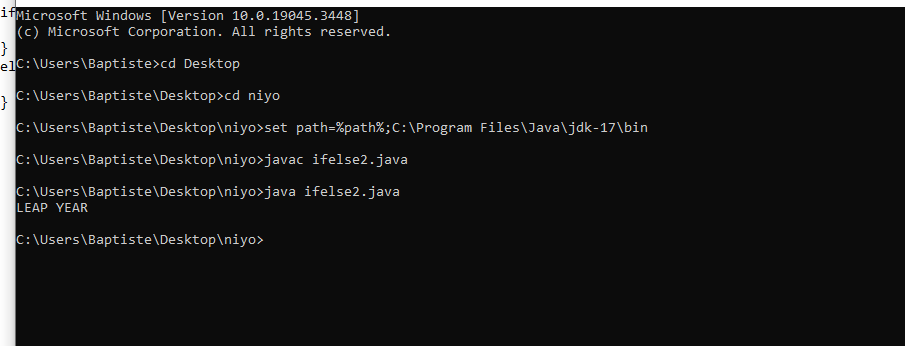 if
}
el
}
Microsoft Windows [Version 10.0.19045.3448]
(c) Microsoft Corporation. All rights reserved.
C:\Users\Baptiste>cd Desktop
C:\Users\Baptiste\Desktop>cd niyo
C:\Users\Baptiste\Desktop\niyo>set path=%path%;C:\Program Files\Java\jdk-17\bin
C:\Users\Baptiste\Desktop\niyo>javac ifelse2.java
C:\Users\Baptiste\Desktop\niyo>java ifelse2.java
LEAP YEAR
C:\Users\Baptiste\Desktop\niyo>